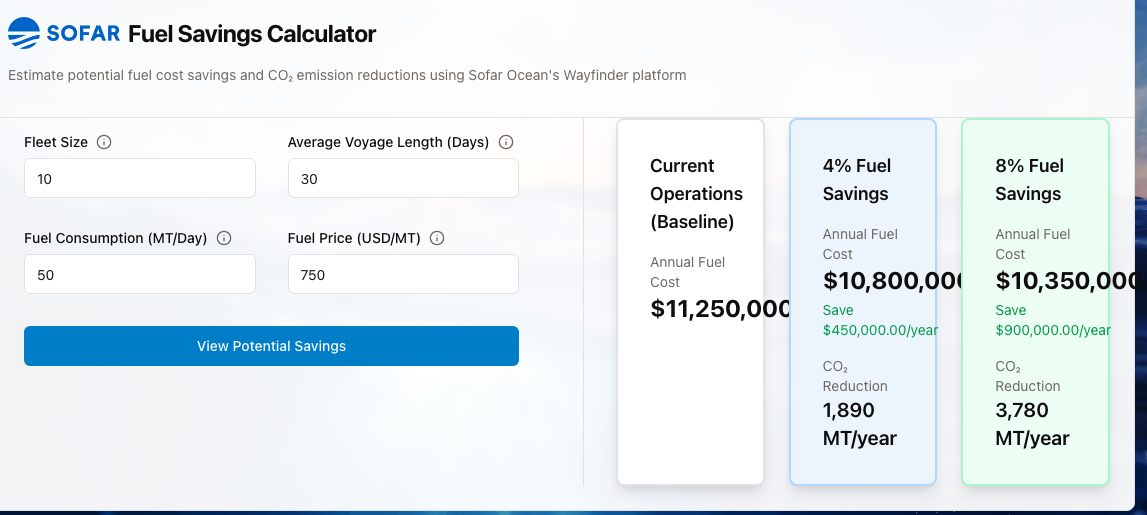 SOFAR Fuel Savings Calculator
Estimate potential fuel cost savings and CO₂ emission reductions using Sofar Ocean's Wayfinder platform
Fleet Size
10
Average Voyage Length (Days)
30
Fuel Consumption (MT/Day)
50
Fuel Price (USD/MT)
750
View Potential Savings
Current
Operations
(Baseline)
Annual Fuel
Cost
$11,250,000
4% Fuel
Savings
Annual Fuel
Cost
$10,800,000
Save
$450,000.00/year
CO₂
Reduction
1,890
MT/year
8% Fuel
Savings
Annual Fuel
Cost
$10,350,000
Save
$900,000.00/year
CO₂
Reduction
3,780
MT/year